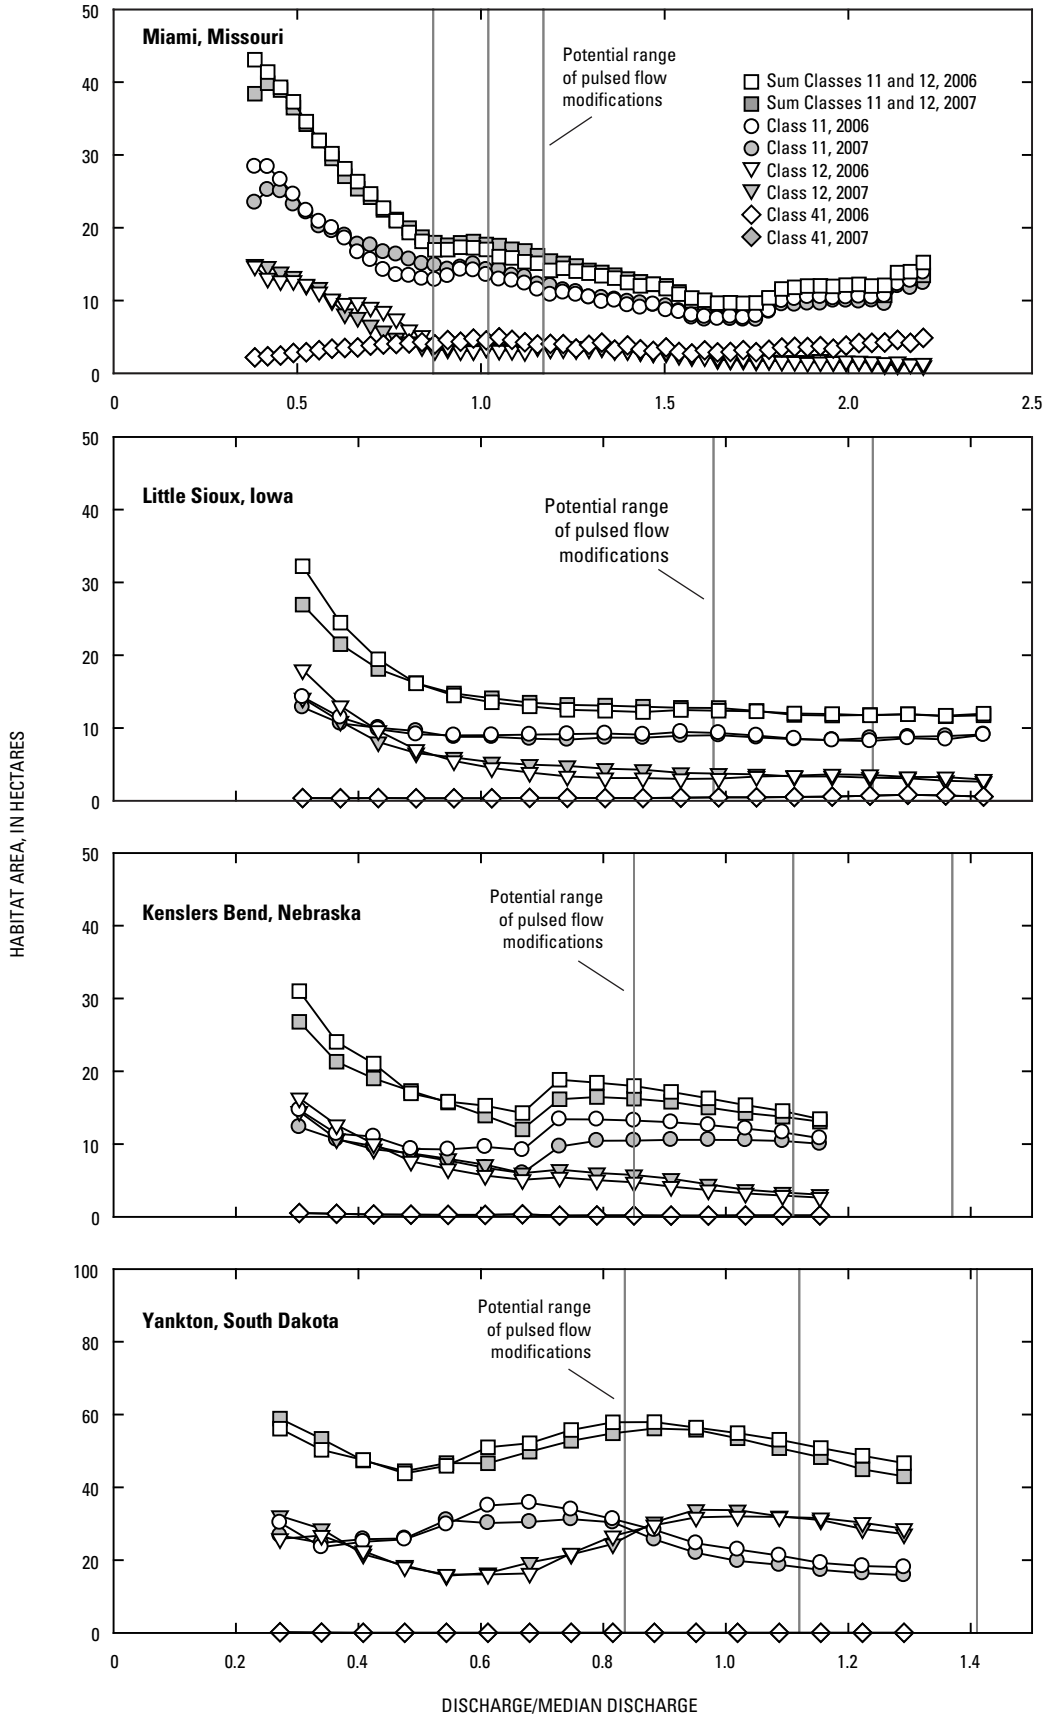 HABITAT AREA, IN HECTARES
50
40
30
20
10
0
Miami, Missouri
Potential range
of pulsed flow
modifications
Sum Classes 11 and 12, 2006
Sum Classes 11 and 12, 2007
Class 11, 2006
Class 11, 2007
Class 12, 2006
Class 12, 2007
Class 41, 2006
Class 41, 2007
0 0.5 1.0 1.5 2.0 2.5
50
40
30
20
10
0
Little Sioux, Iowa
Potential range
of pulsed flow
modifications
50
40
30
20
10
0
Kenslers Bend, Nebraska
Potential range
of pulsed flow
modifications
100
80
60
40
20
0
Yankton, South Dakota
Potential range
of pulsed flow
modifications
0 0.2 0.4 0.6 0.8 1.0 1.2 1.4
DISCHARGE/MEDIAN DISCHARGE